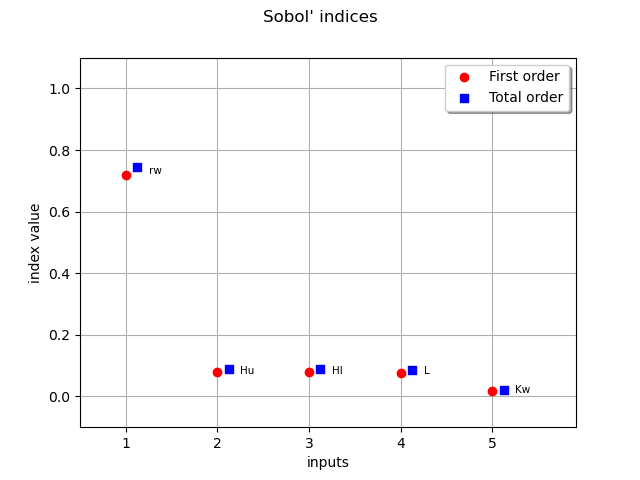 Sobol' indices
First order
Total order
1.0
0.8
0.6
0.4
0.2
0.0
index value
rw
Hu
Hl
L
Kw
1 2 3 4 5
inputs